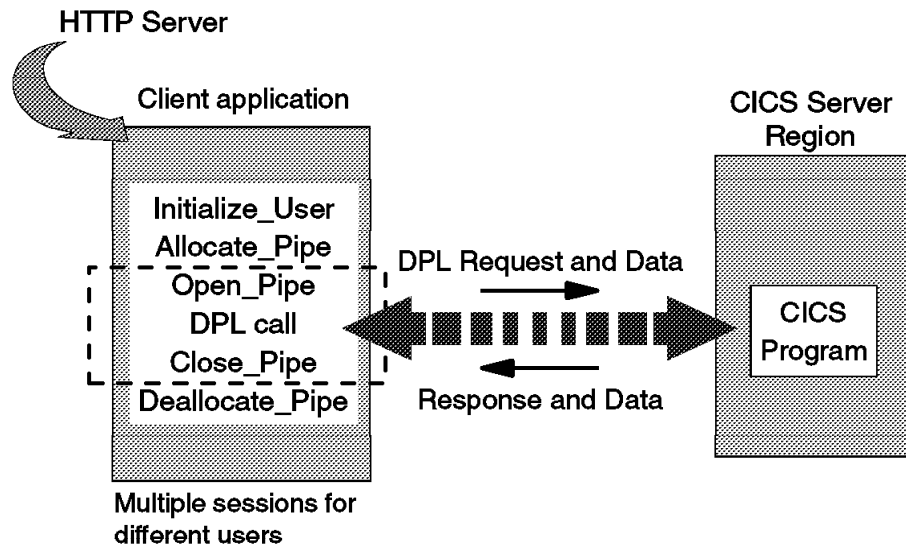 HTTP Server
Client application
Initialize_User
Allocate_Pipe
Open_Pipe
DPL call
Close_Pipe
Deallocate_Pipe
Multiple sessions for
different users
DPL Request and Data
Response and Data
CICS Server
Region
CICS
Program